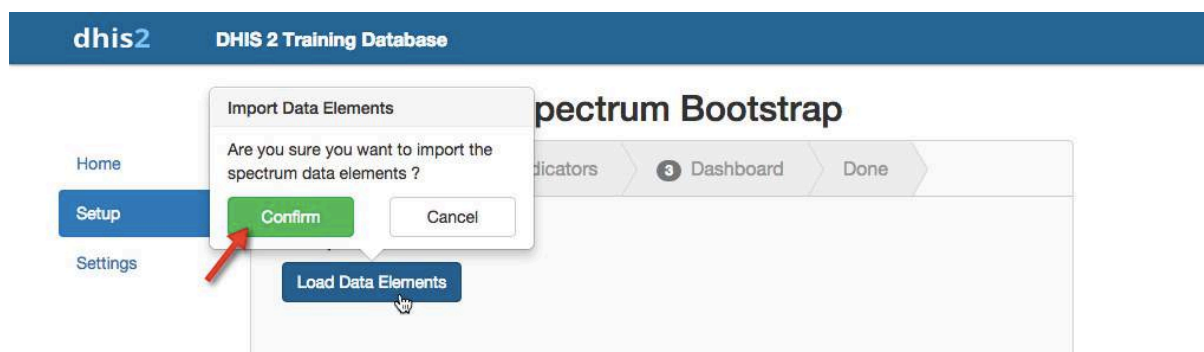 dhis2 DHIS 2 Training Database
Import Data Elements
pectrum Bootstrap
Are you sure you want to import the
spectrum data elements ?
Home
dicators 3 Dashboard Done
Setup
Confirm Cancel
Settings
Load Data Elements